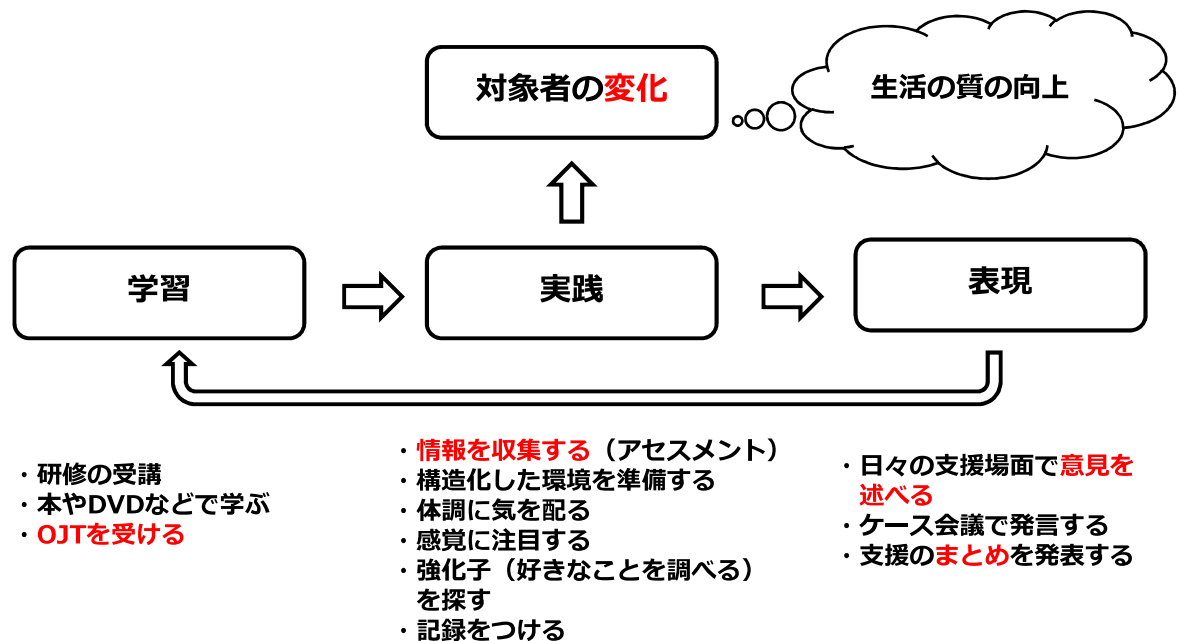 対象者の変化
生活の質の向上
学習
実践
表現
・研修の受講
・本やDVDなどで学ぶ
・OJTを受ける
・情報を収集する（アセスメント）
・構造化した環境を準備する
・体調に気を配る
・感覚に注目する
・強化子（好きなことを調べる）
を探す
・記録をつける
・日々の支援場面で意見を
述べる
・ケース会議で発言する
・支援のまとめを発表する